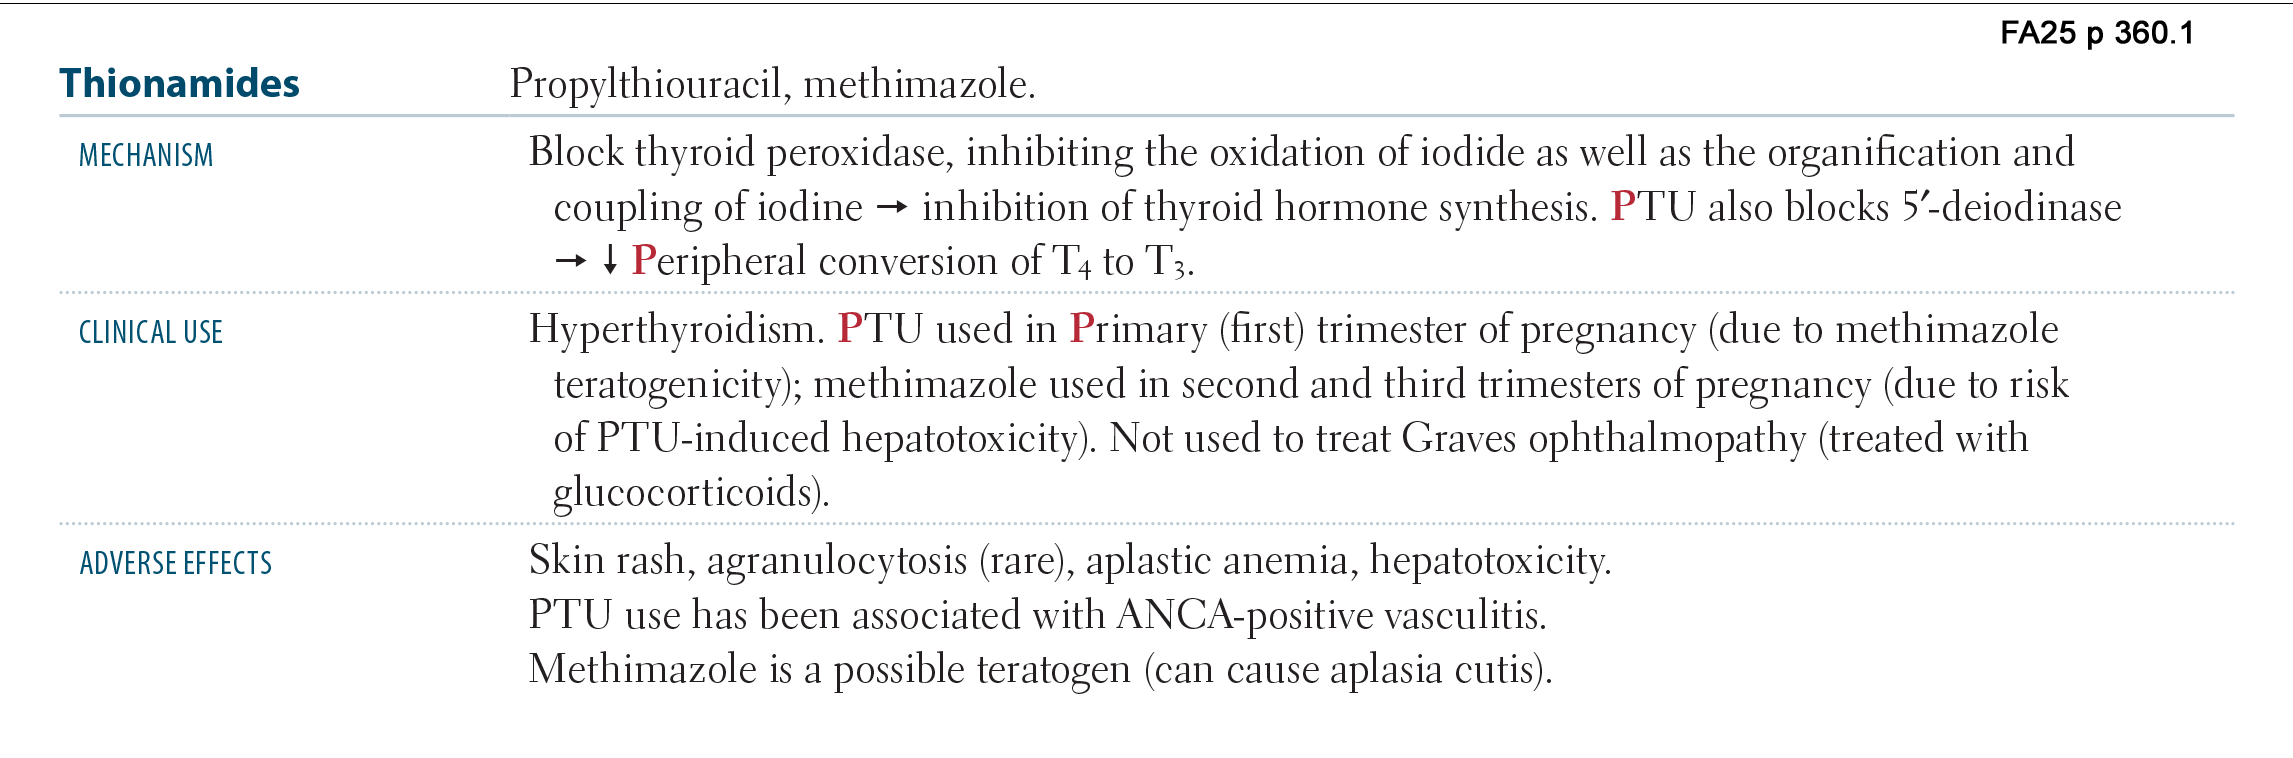 FA25 p 360.1
Thionamides Propylthiouracil, methimazole.
MECHANISM Block thyroid peroxidase, inhibiting the oxidation of iodide as well as the organification and
coupling of iodine → inhibition of thyroid hormone synthesis. PTU also blocks 5′-deiodinase
→ ↓ Peripheral conversion of T₄ to T₃.
CLINICAL USE Hyperthyroidism. PTU used in Primary (first) trimester of pregnancy (due to methimazole
teratogenicity); methimazole used in second and third trimesters of pregnancy (due to risk
of PTU-induced hepatotoxicity). Not used to treat Graves ophthalmopathy (treated with
glucocorticoids).
ADVERSE EFFECTS Skin rash, agranulocytosis (rare), aplastic anemia, hepatotoxicity.
PTU use has been associated with ANCA-positive vasculitis.
Methimazole is a possible teratogen (can cause aplasia cutis).